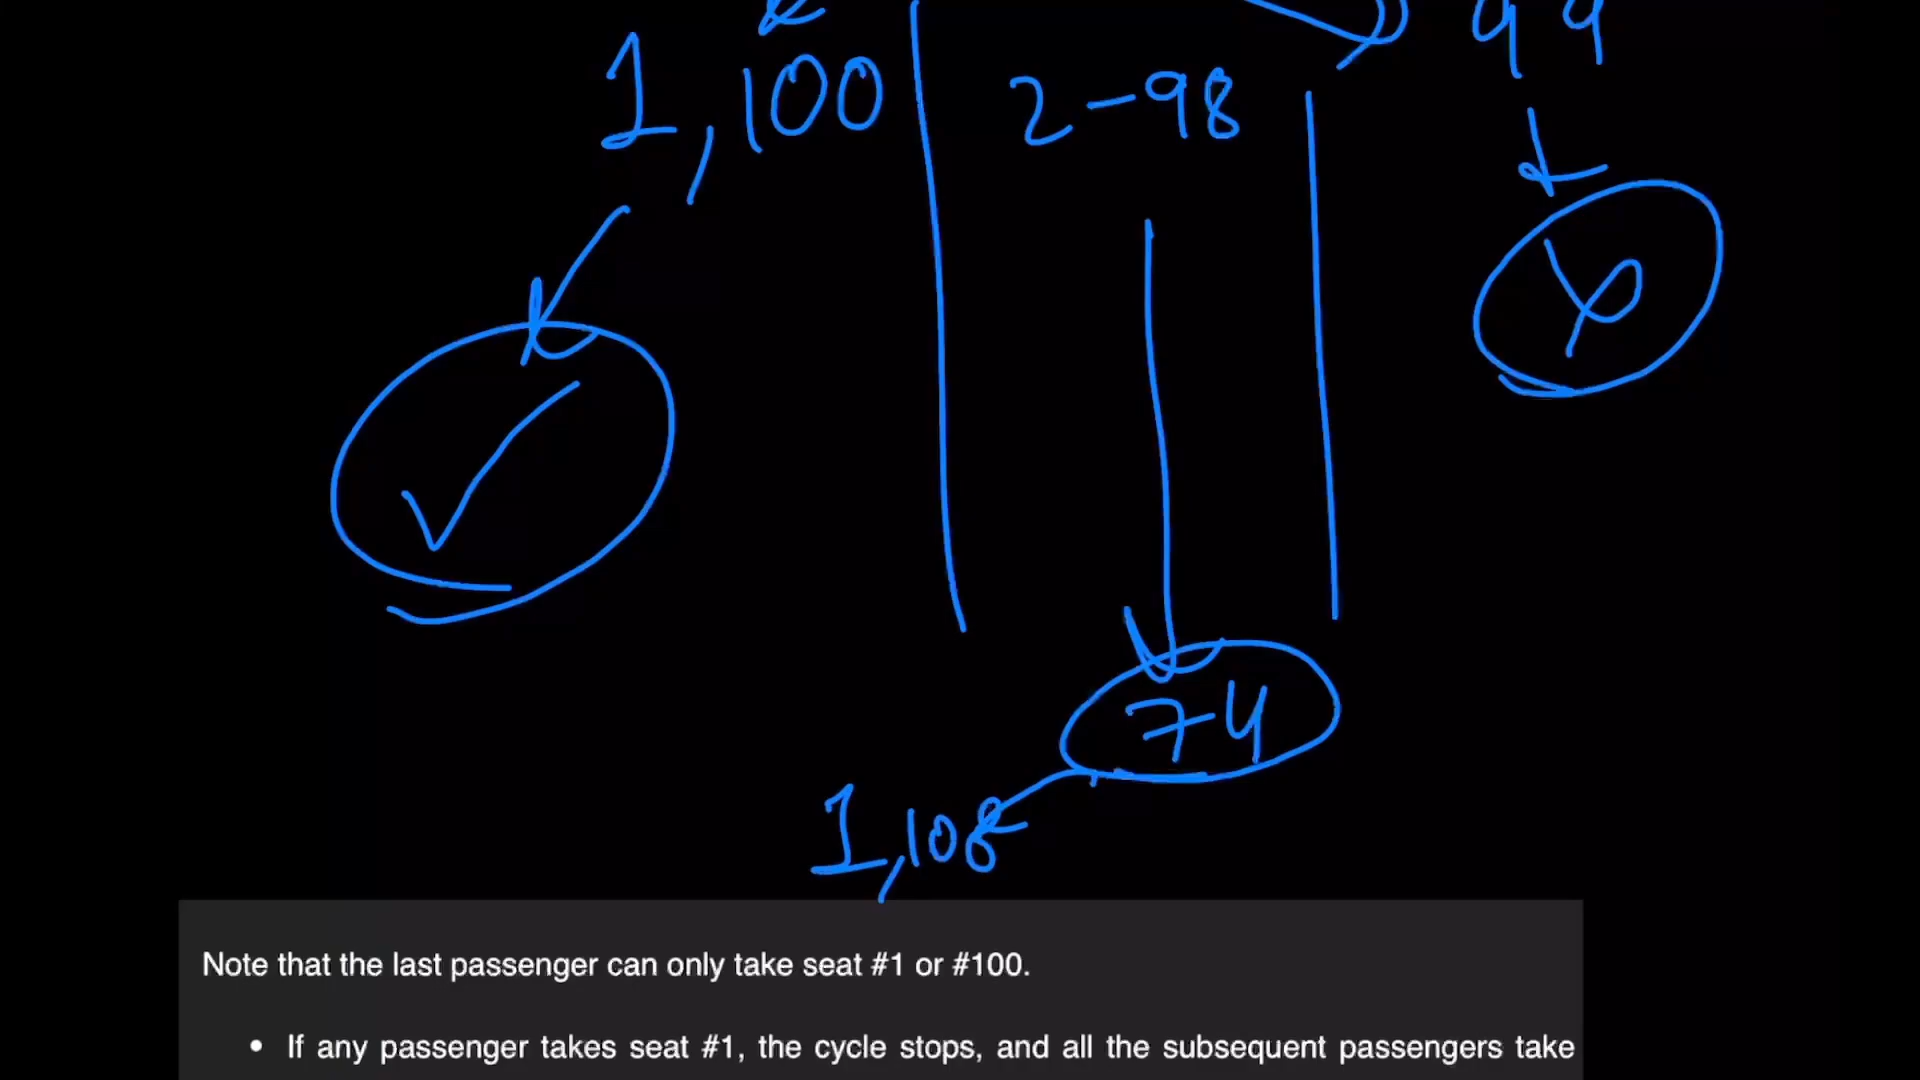 1,100 2-98 99
74
1,100
Note that the last passenger can only take seat #1 or #100.
• If any passenger takes seat #1, the cycle stops, and all the subsequent passengers take